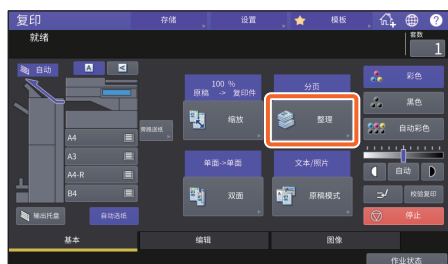 复印
存储
设置
模板
就绪
套数
1
自动
A
A
100 %
原稿 -> 复印件
缩放
分页
整理
彩色
黑色
自动彩色
旁路送纸
A4
A3
A4-R
B4
单面->单面
双面
文本/照片
原稿模式
自动
校验复印
停止
输出托盘
自动选纸
基本
编辑
图像
作业状态